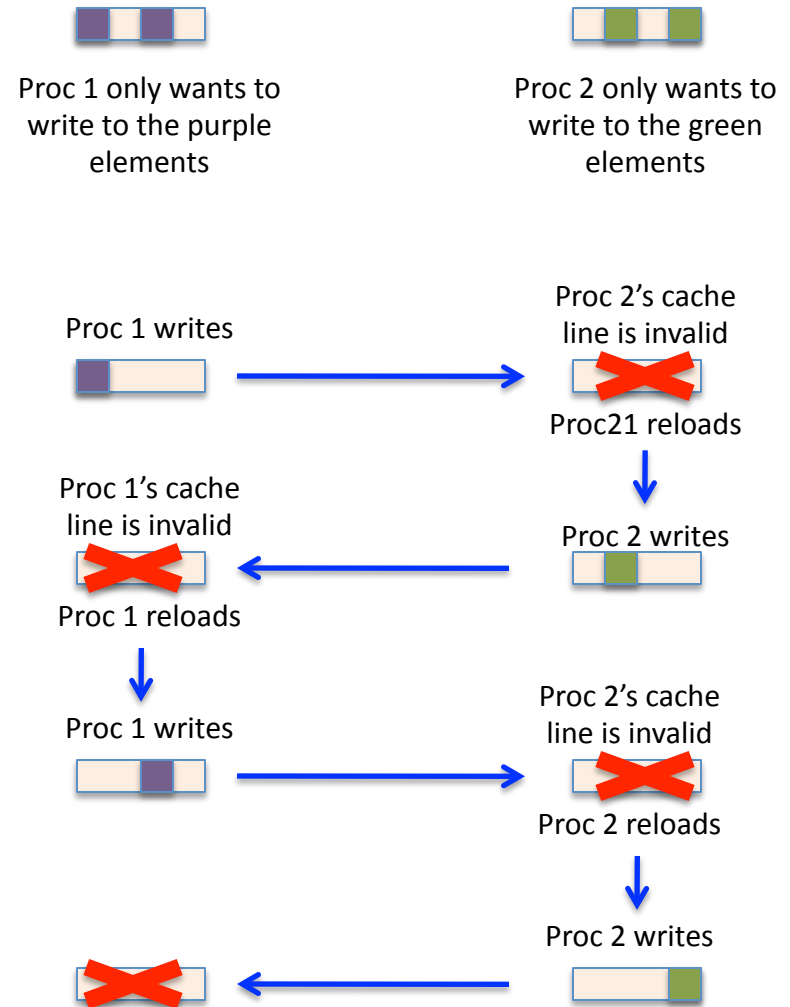 Proc 1 only wants to
write to the purple
elements
Proc 2 only wants to
write to the green
elements
Proc 1 writes
Proc 2’s cache
line is invalid
Proc21 reloads
Proc 1’s cache
line is invalid
Proc 2 writes
Proc 1 reloads
Proc 1 writes
Proc 2’s cache
line is invalid
Proc 2 reloads
Proc 2 writes